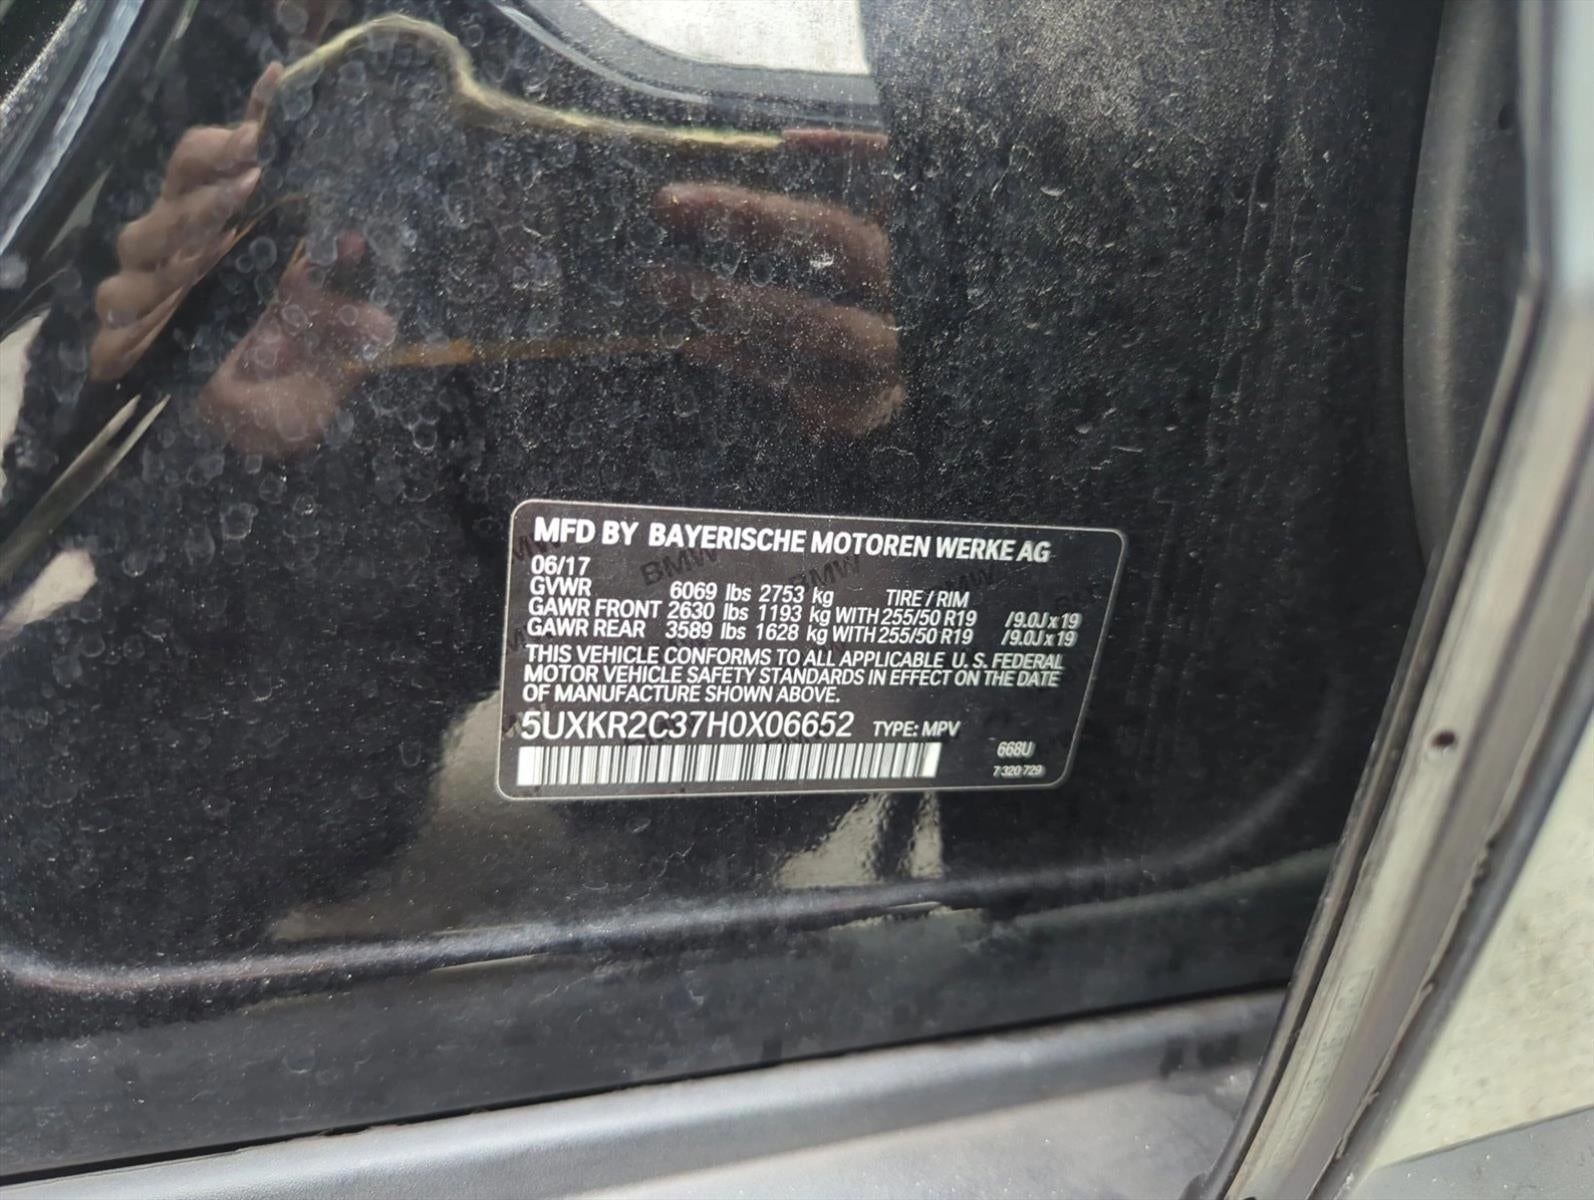 MFD BY BAYERISCHE MOTOREN WERKE AG
06/17
GVWR 6069 lbs 2753 kg TIRE / RIM
GAWR FRONT 2630 lbs 1193 kg WITH 255/50 R19 /9.0J x 19
GAWR REAR 3589 lbs 1628 kg WITH 255/50 R19 /9.0J x 19
THIS VEHICLE CONFORMS TO ALL APPLICABLE U. S. FEDERAL
MOTOR VEHICLE SAFETY STANDARDS IN EFFECT ON THE DATE
OF MANUFACTURE SHOWN ABOVE.
5UXKR2C37H0X06652 TYPE: MPV
668U
7 320 729